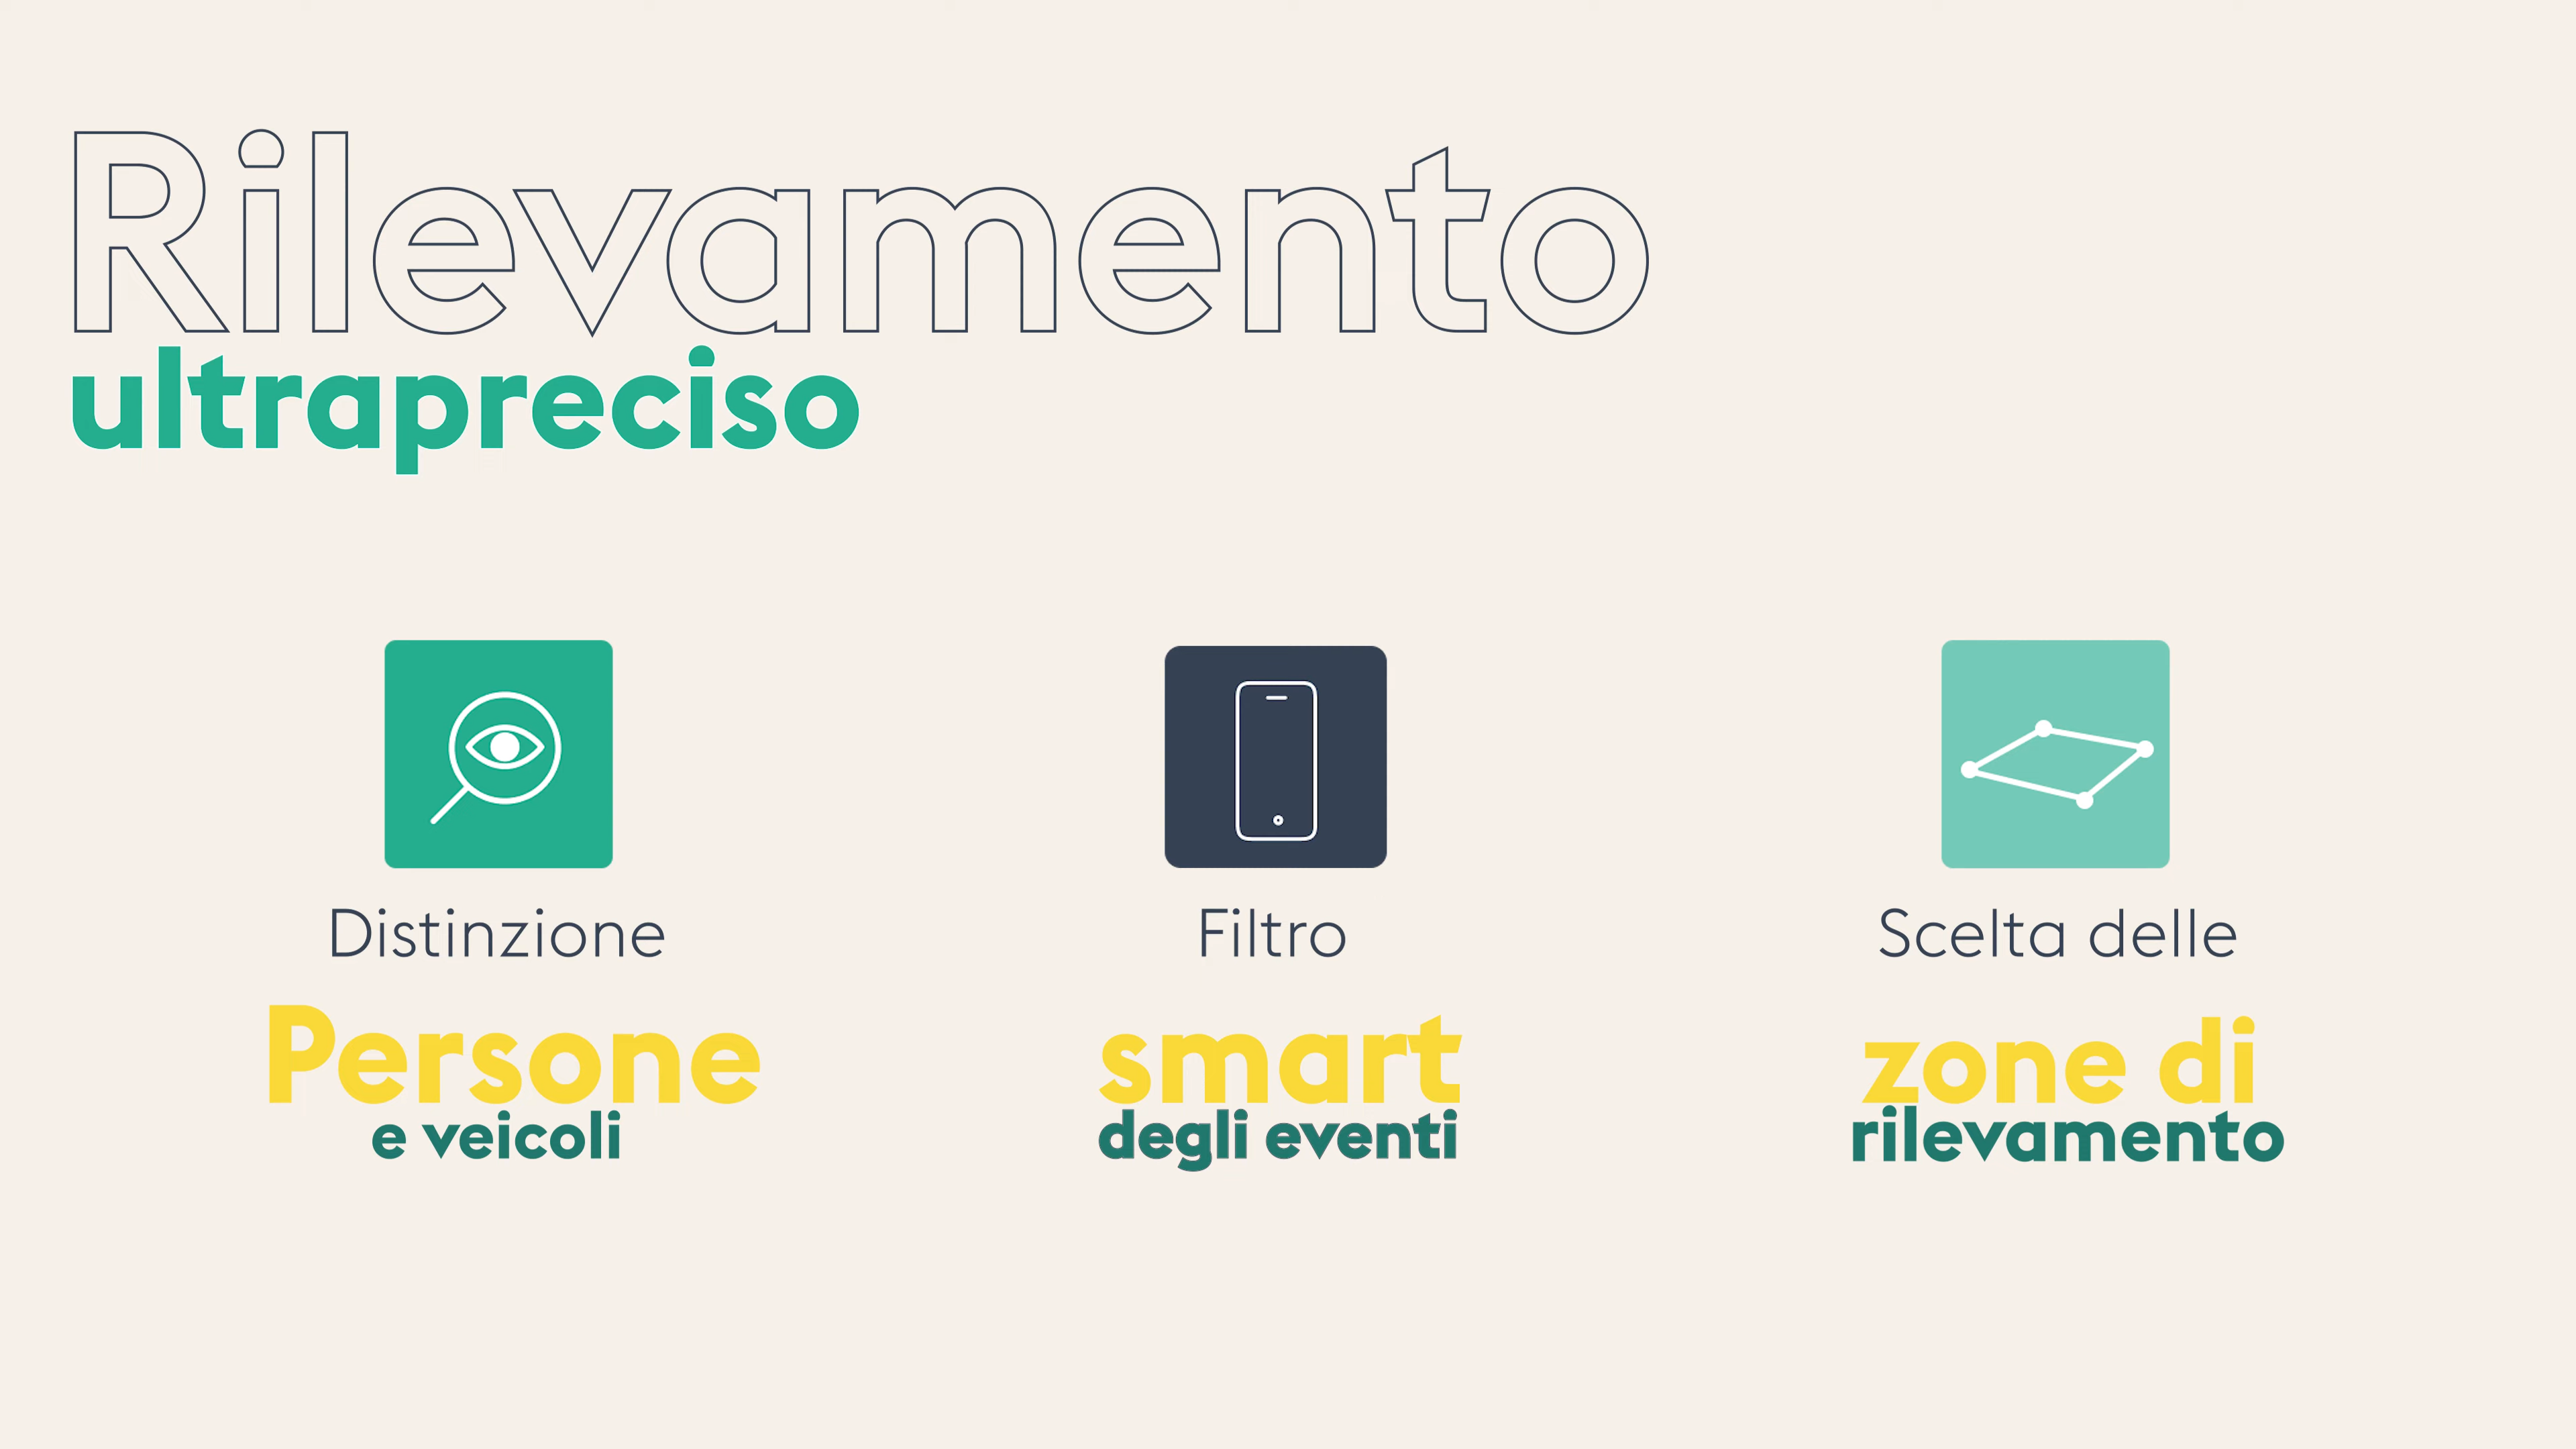 Rilevamento
ultrapreciso
Distinzione
Persone
e veicoli
Filtro
smart
degli eventi
Scelta delle
zone di
rilevamento